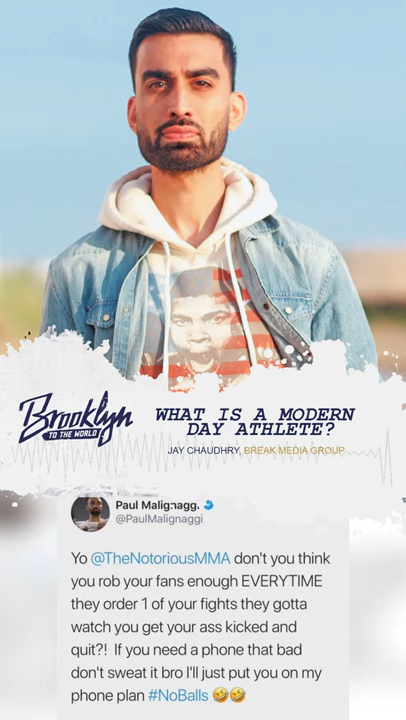 Brooklyn
TO THE WORLD
WHAT IS A MODERN
DAY ATHLETE?
JAY CHAUDHRY, BREAK MEDIA GROUP
Paul Malignagg.
@PaulMalignaggi
Yo @TheNotoriousMMA don't you think
you rob your fans enough EVERYTIME
they order 1 of your fights they gotta
watch you get your ass kicked and
quit?! If you need a phone that bad
don't sweat it bro I'll just put you on my
phone plan #NoBalls 🤣🤣